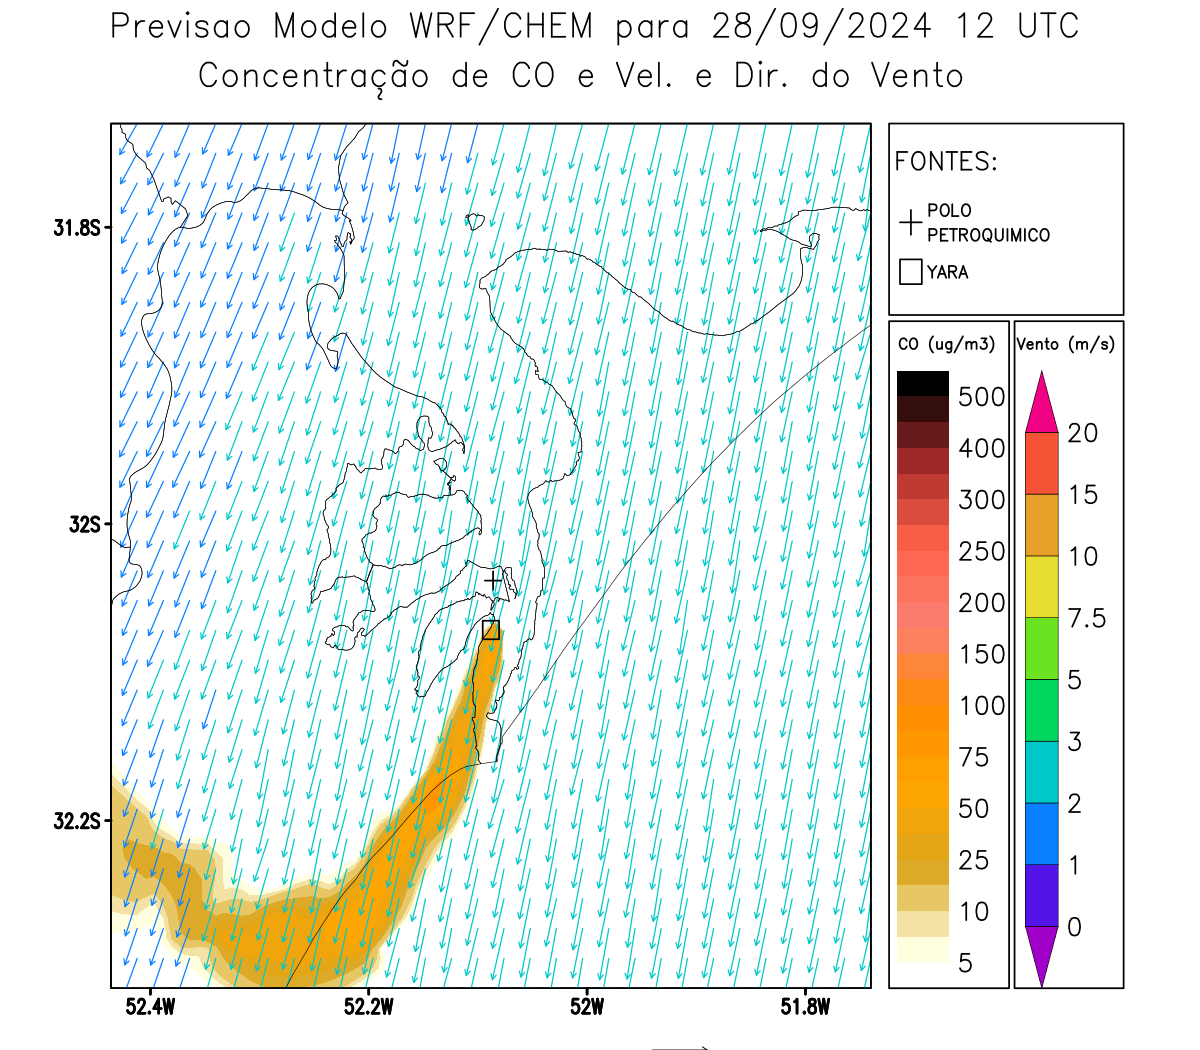 Previsao Modelo WRF/CHEM para 28/09/2024 12 UTC
Concentração de CO e Vel. e Dir. do Vento
FONTES:
POLO
PETROQUIMICO
YARA
CO (ug/m3)
500
400
300
250
200
150
100
75
50
25
10
5
Vento (m/s)
20
15
10
7.5
5
3
2
1
0
31.8S
32S
32.2S
52.4W
52.2W
52W
51.8W